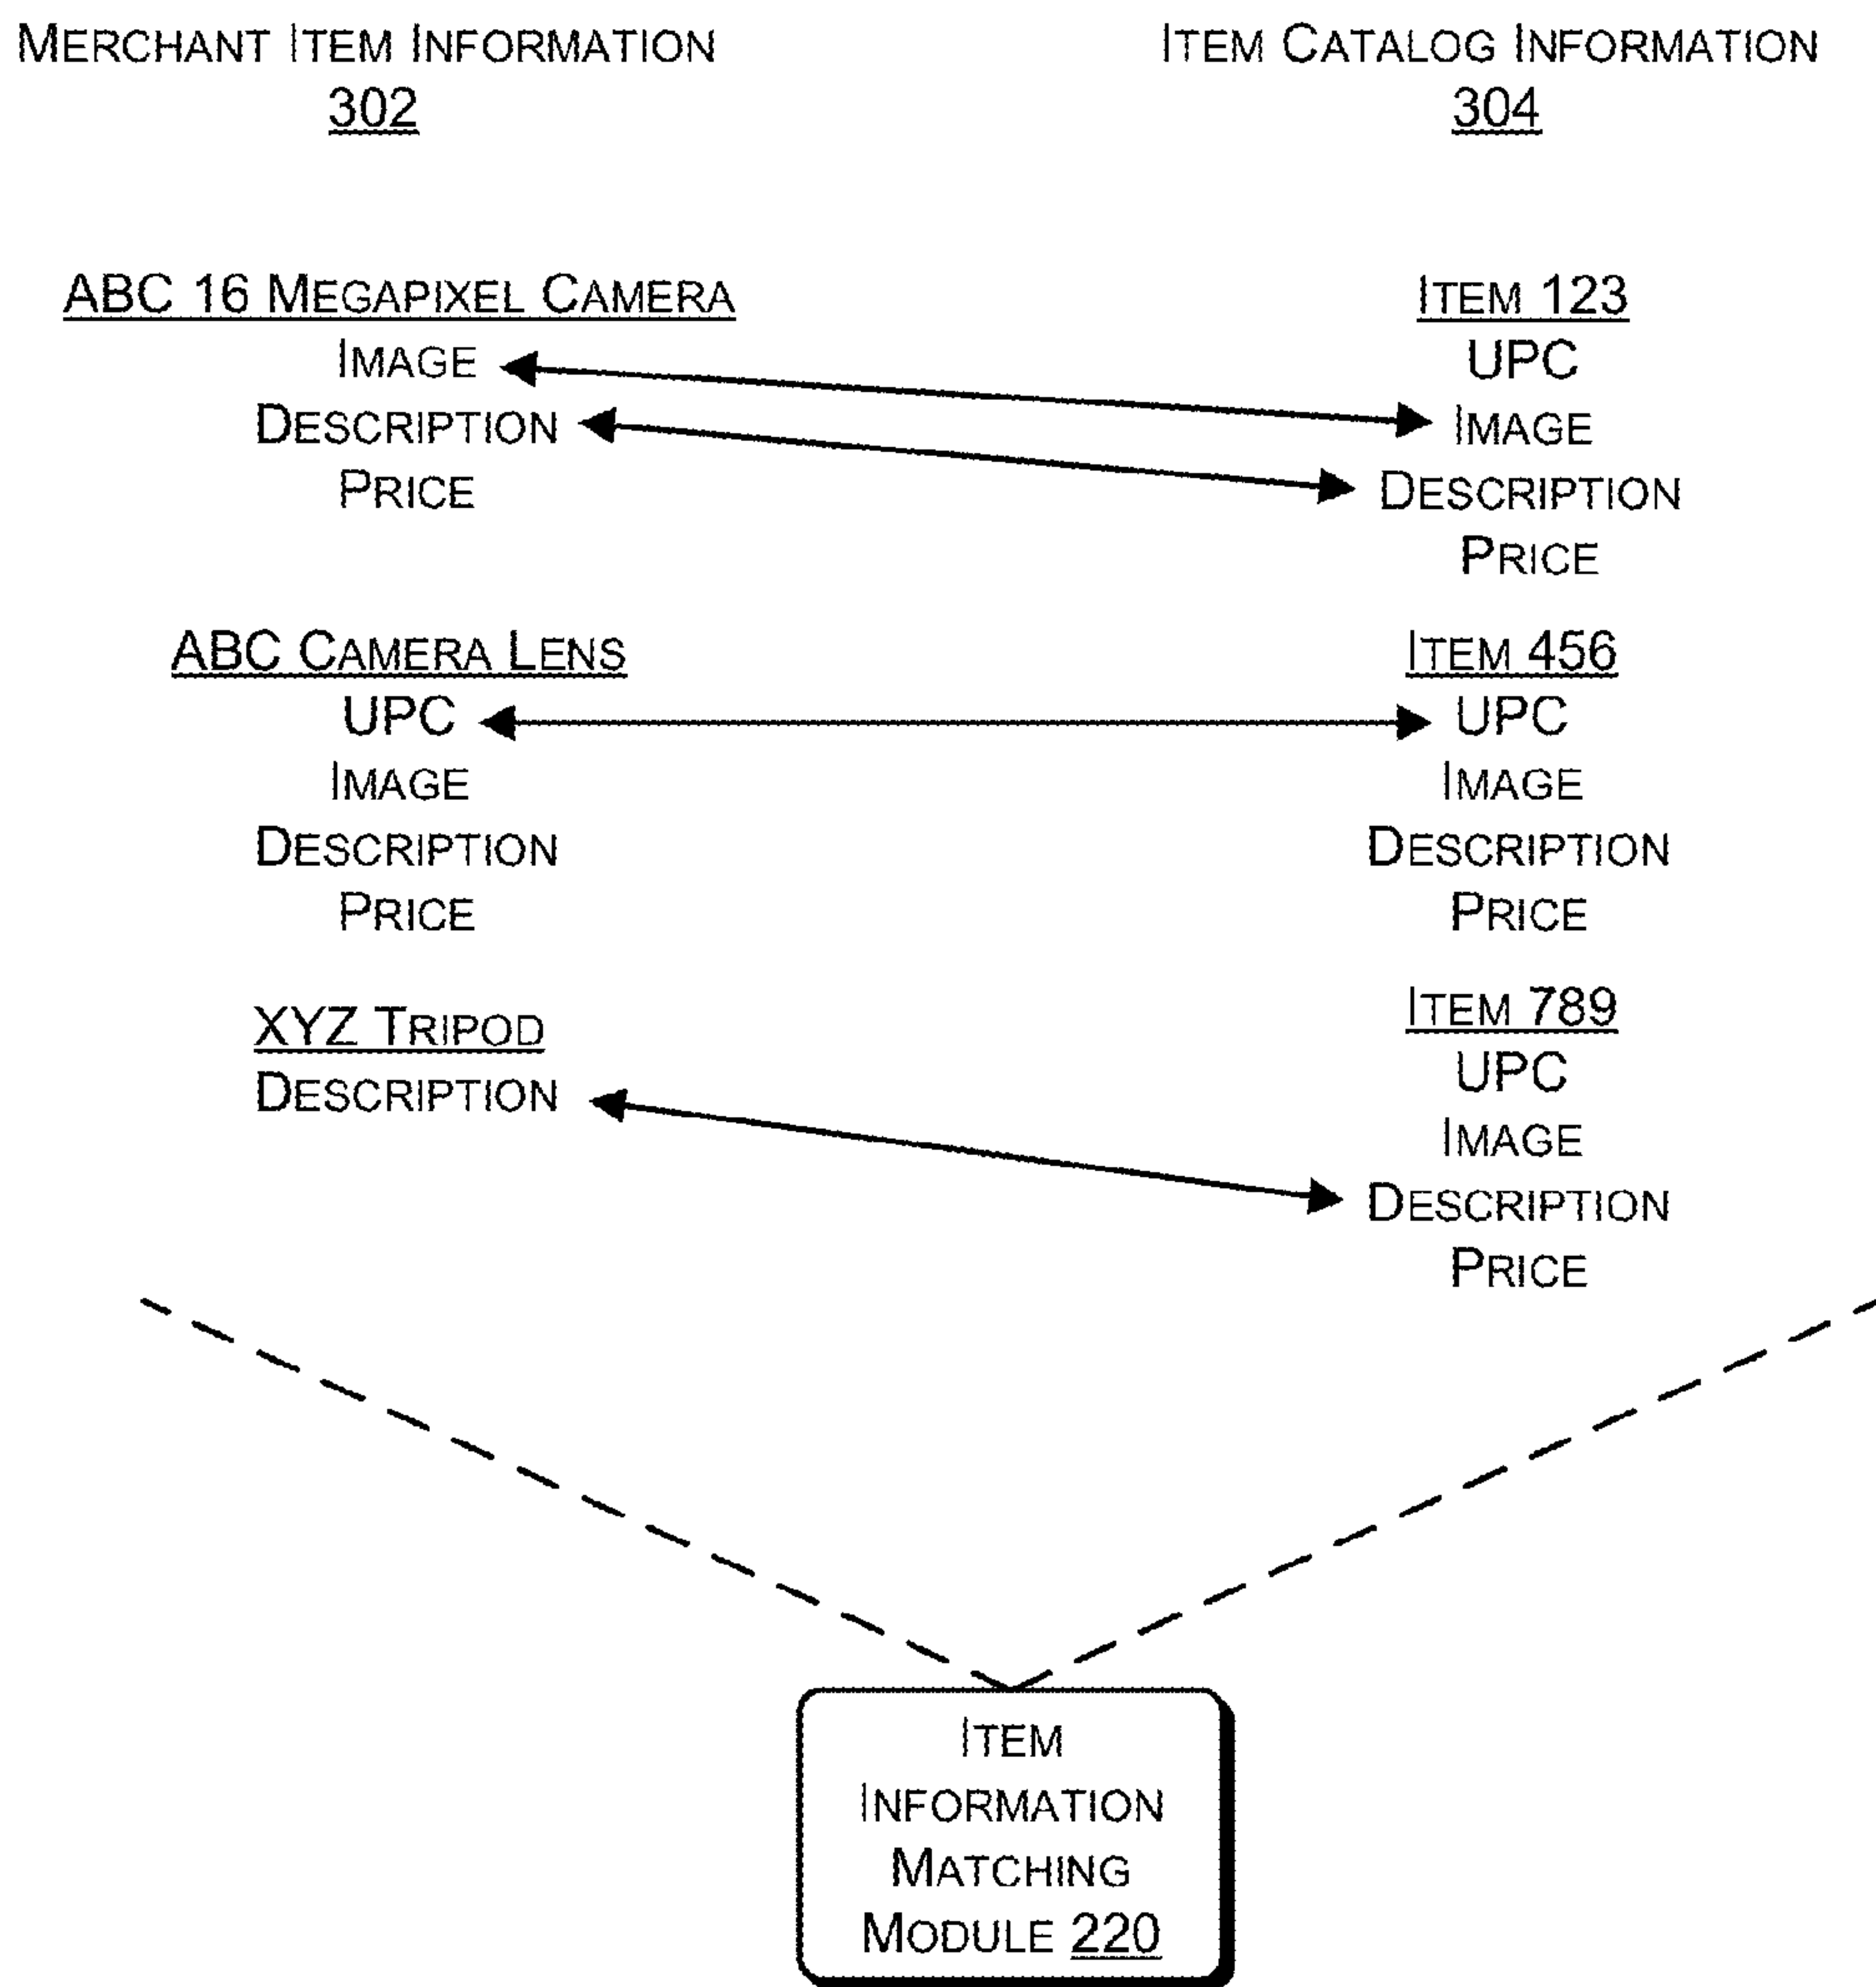 MERCHANT ITEM INFORMATION
302
ITEM CATALOG INFORMATION
304
ABC 16 MEGAPIXEL CAMERA
IMAGE
DESCRIPTION
PRICE
ITEM 123
UPC
IMAGE
DESCRIPTION
PRICE
ABC CAMERA LENS
UPC
IMAGE
DESCRIPTION
PRICE
ITEM 456
UPC
IMAGE
DESCRIPTION
PRICE
XYZ TRIPOD
DESCRIPTION
ITEM 789
UPC
IMAGE
DESCRIPTION
PRICE
ITEM
INFORMATION
MATCHING
MODULE 220